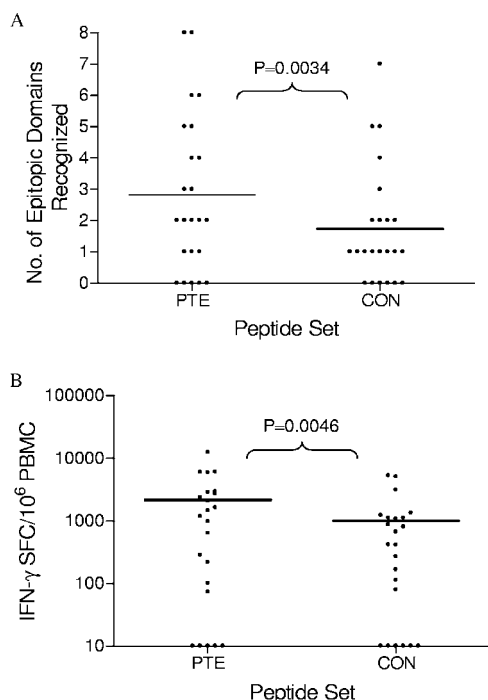 A
8
7
6
5
4
3
2
1
0
No. of Epitopic Domains
Recognized
P=0.0034
PTE
CON
Peptide Set
B
100000
10000
1000
100
10
IFN-γ SFC/10⁶ PBMC
P=0.0046
PTE
CON
Peptide Set